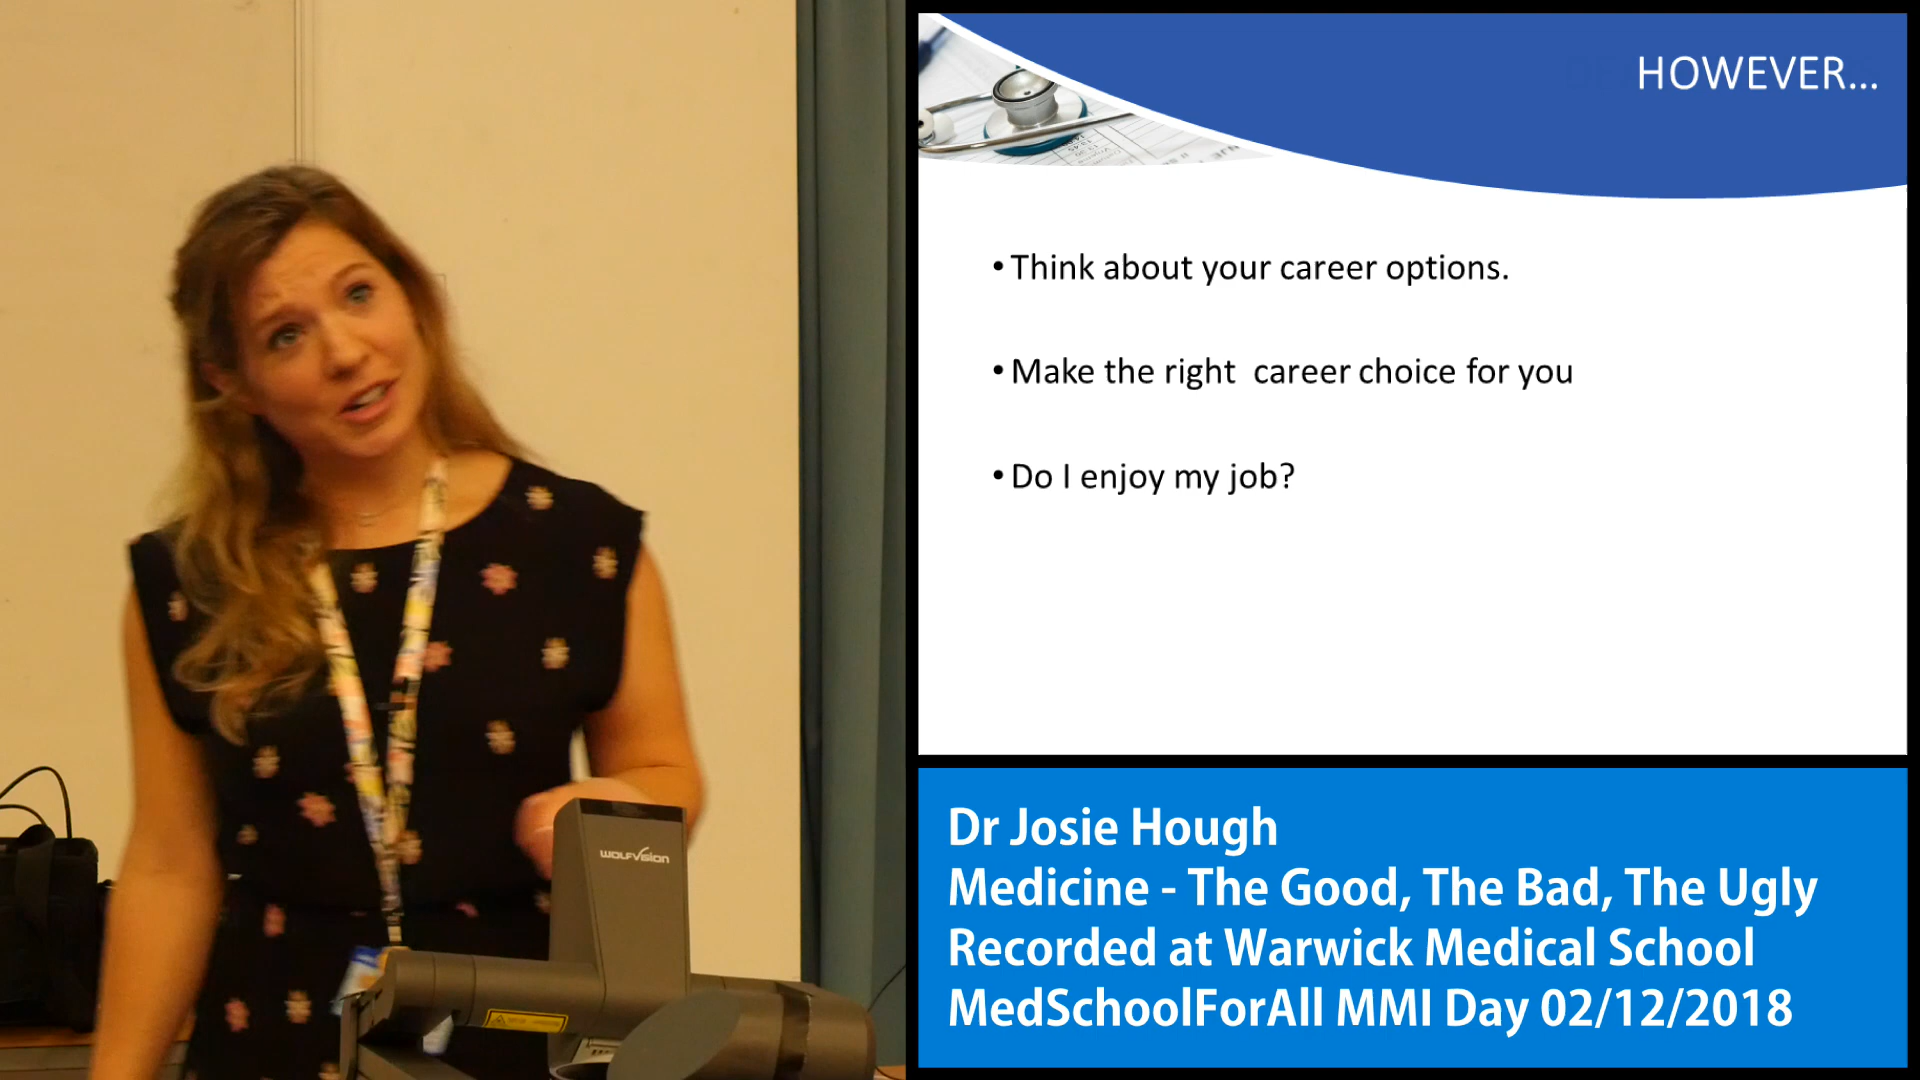 HOWEVER...
• Think about your career options.
• Make the right  career choice for you
• Do I enjoy my job?
WOLFVISION
Dr Josie Hough
Medicine - The Good, The Bad, The Ugly
Recorded at Warwick Medical School
MedSchoolForAll MMI Day 02/12/2018